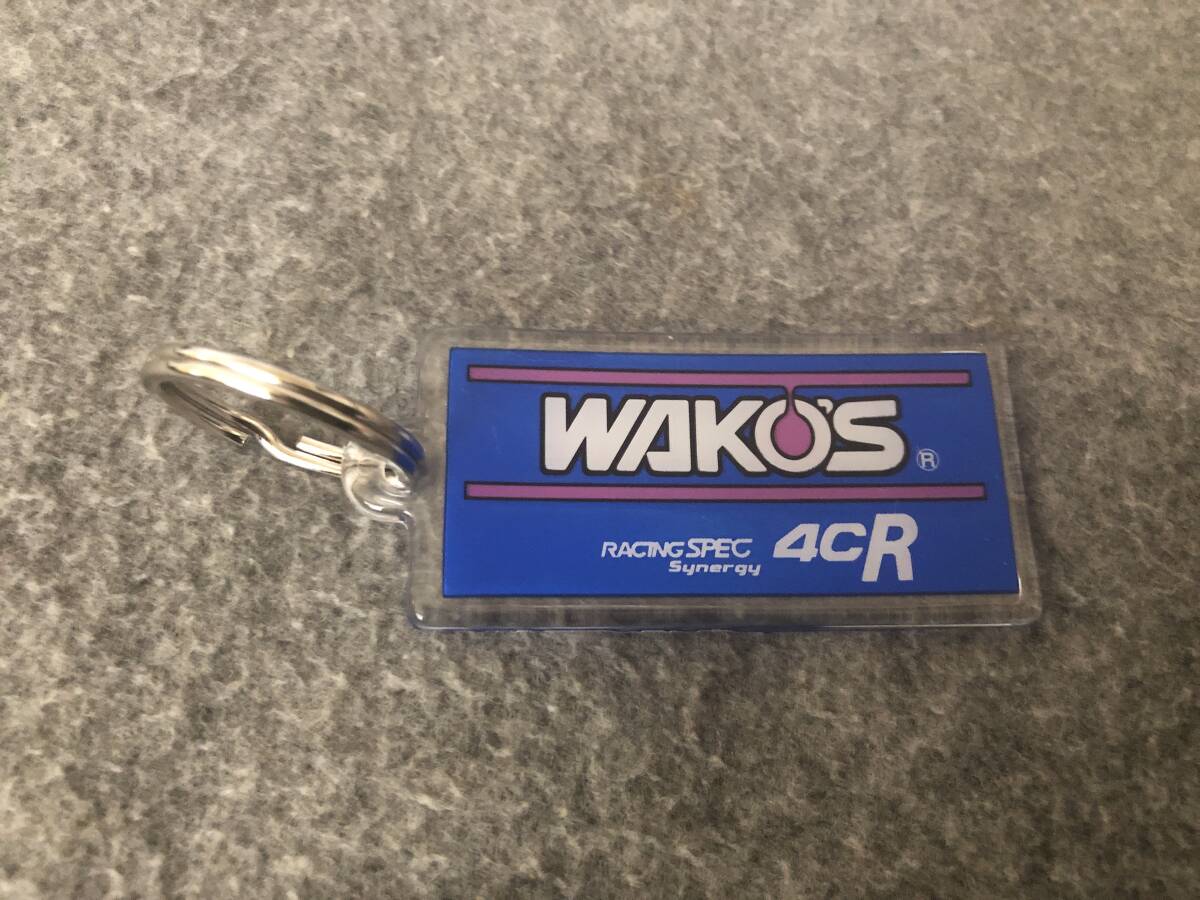 WAKO'S ®
RACING SPEC 4CR
Synergy